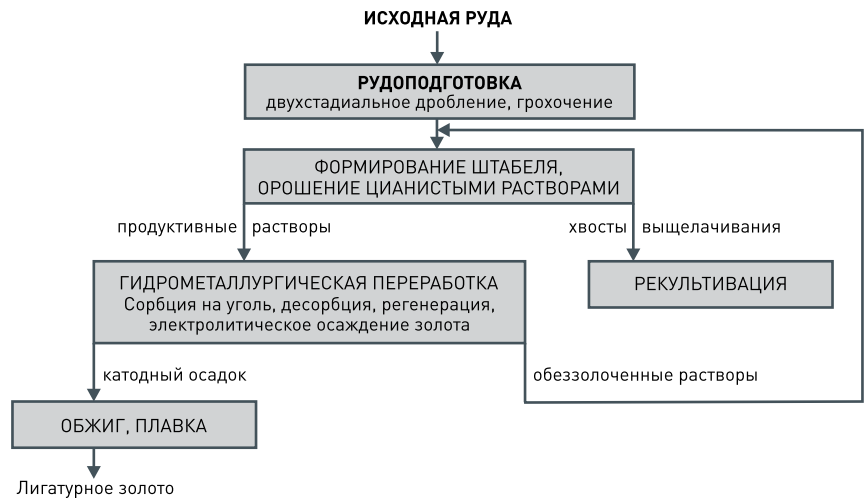 ИСХОДНАЯ РУДА
РУДОПОДГОТОВКА
двухстадиальное дробление, грохочение
ФОРМИРОВАНИЕ ШТАБЕЛЯ,
ОРОШЕНИЕ ЦИАНИСТЫМИ РАСТВОРАМИ
продуктивные растворы
хвосты выщелачивания
ГИДРОМЕТАЛЛУРГИЧЕСКАЯ ПЕРЕРАБОТКА
Сорбция на уголь, десорбция, регенерация,
электролитическое осаждение золота
РЕКУЛЬТИВАЦИЯ
катодный осадок
обеззолоченные растворы
ОБЖИГ, ПЛАВКА
Лигатурное золото